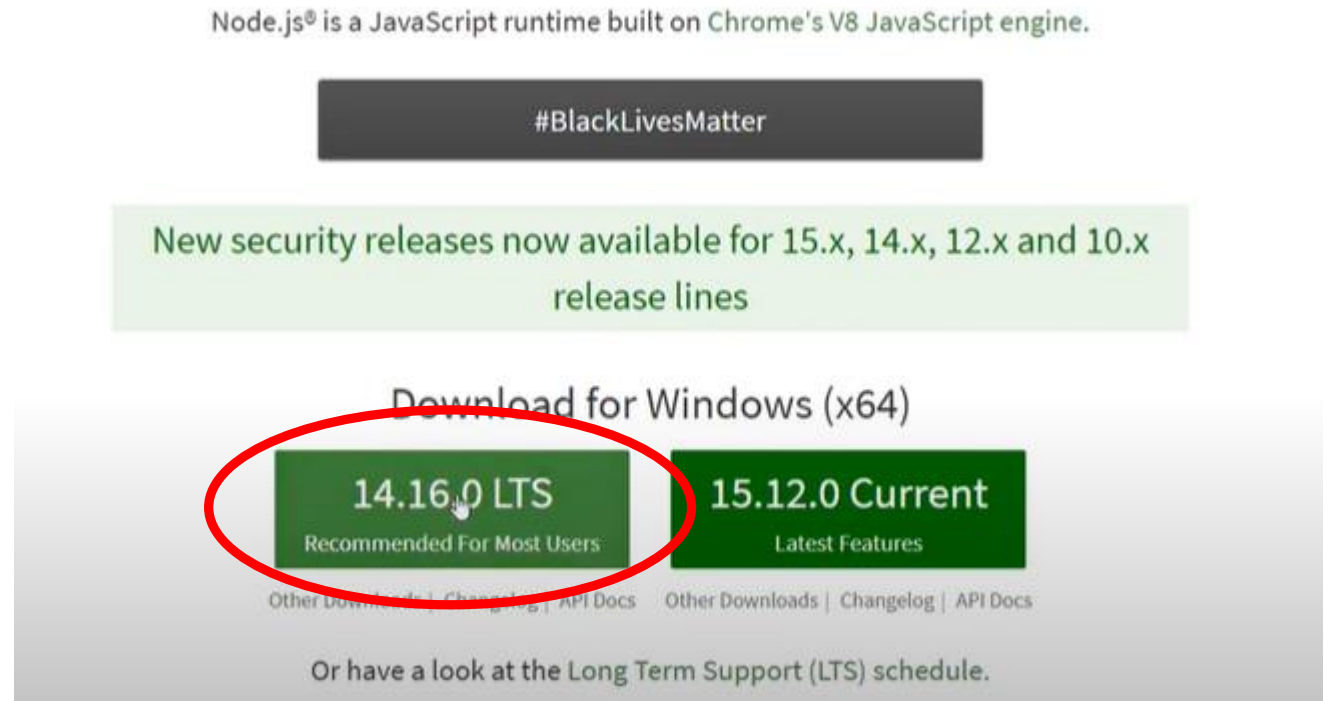 Node.js® is a JavaScript runtime built on Chrome's V8 JavaScript engine.
#BlackLivesMatter
New security releases now available for 15.x, 14.x, 12.x and 10.x
release lines
Download for Windows (x64)
14.16.0 LTS
Recommended For Most Users
Other Downloads | Changelog | API Docs
15.12.0 Current
Latest Features
Other Downloads | Changelog | API Docs
Or have a look at the Long Term Support (LTS) schedule.